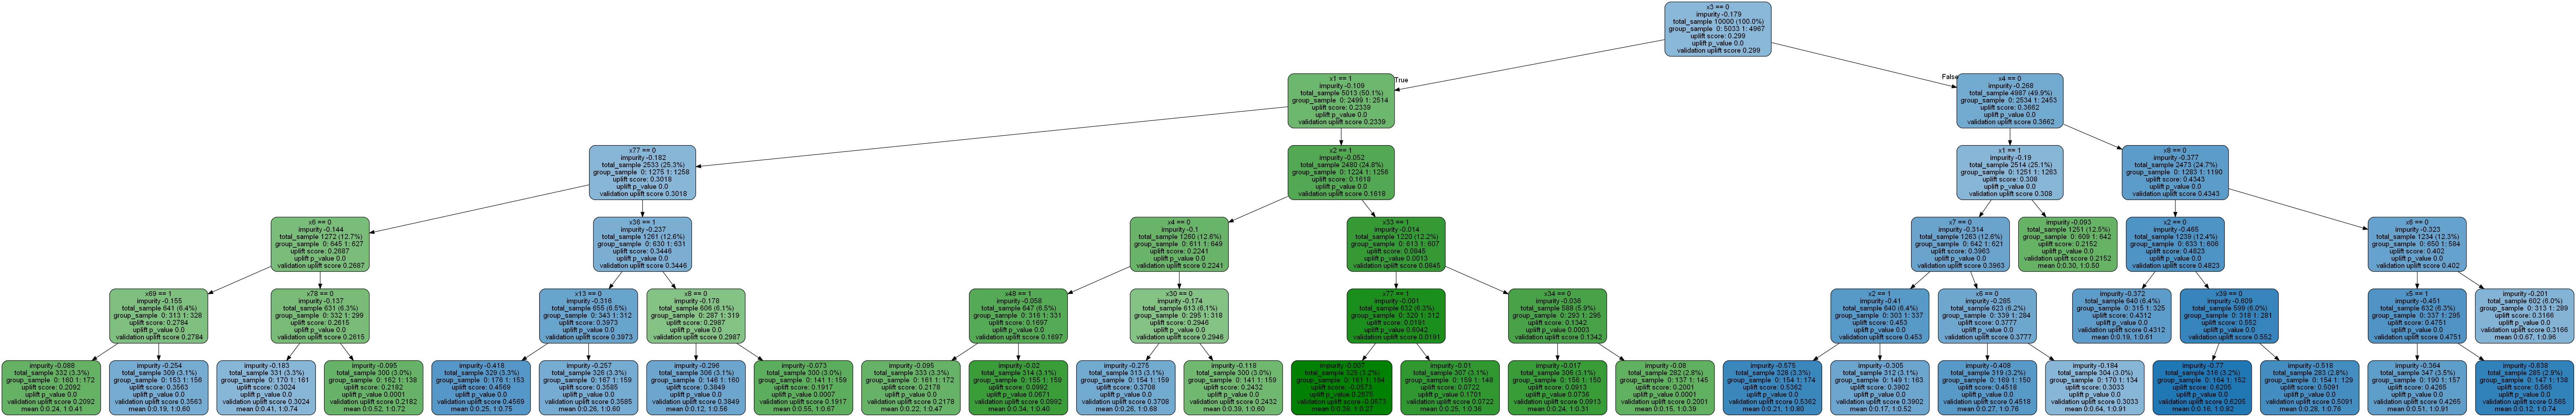 x3 == 0
impurity -0.179
total_sample 10000 (100.0%)
group_sample 0: 5033 1: 4967
uplift score: 0.299
uplift p_value 0.0
validation uplift score 0.299
True
False
x1 == 1
impurity -0.109
total_sample 5013 (50.1%)
group_sample 0: 2499 1: 2514
uplift score: 0.2339
uplift p_value 0.0
validation uplift score 0.2339
x4 == 0
impurity -0.268
total_sample 4987 (49.9%)
group_sample 0: 2534 1: 2453
uplift score: 0.3662
uplift p_value 0.0
validation uplift score 0.3662
x77 == 0
impurity -0.182
total_sample 2533 (25.3%)
group_sample 0: 1275 1: 1258
uplift score: 0.3018
uplift p_value 0.0
validation uplift score 0.3018
x2 == 1
impurity -0.052
total_sample 2480 (24.8%)
group_sample 0: 1224 1: 1256
uplift score: 0.1618
uplift p_value 0.0
validation uplift score 0.1618
x1 == 1
impurity -0.19
total_sample 2514 (25.1%)
group_sample 0: 1251 1: 1263
uplift score: 0.308
uplift p_value 0.0
validation uplift score 0.308
x8 == 0
impurity -0.377
total_sample 2473 (24.7%)
group_sample 0: 1283 1: 1190
uplift score: 0.4343
uplift p_value 0.0
validation uplift score 0.4343
x6 == 0
impurity -0.144
total_sample 1272 (12.7%)
group_sample 0: 645 1: 627
uplift score: 0.2687
uplift p_value 0.0
validation uplift score 0.2687
x36 == 1
impurity -0.237
total_sample 1261 (12.6%)
group_sample 0: 630 1: 631
uplift score: 0.3446
uplift p_value 0.0
validation uplift score 0.3446
x4 == 0
impurity -0.1
total_sample 1260 (12.6%)
group_sample 0: 611 1: 649
uplift score: 0.2241
uplift p_value 0.0
validation uplift score 0.2241
x33 == 1
impurity -0.014
total_sample 1220 (12.2%)
group_sample 0: 613 1: 607
uplift score: 0.0845
uplift p_value 0.0013
validation uplift score 0.0845
x7 == 0
impurity -0.314
total_sample 1263 (12.6%)
group_sample 0: 642 1: 621
uplift score: 0.3963
uplift p_value 0.0
validation uplift score 0.3963
impurity -0.093
total_sample 1251 (12.5%)
group_sample 0: 609 1: 642
uplift score: 0.2152
uplift p_value 0.0
validation uplift score 0.2152
mean 0:0.30, 1:0.50
x2 == 0
impurity -0.465
total_sample 1239 (12.4%)
group_sample 0: 633 1: 606
uplift score: 0.4823
uplift p_value 0.0
validation uplift score 0.4823
x6 == 0
impurity -0.323
total_sample 1234 (12.3%)
group_sample 0: 650 1: 584
uplift score: 0.402
uplift p_value 0.0
validation uplift score 0.402
x69 == 1
impurity -0.155
total_sample 641 (6.4%)
group_sample 0: 313 1: 328
uplift score: 0.2784
uplift p_value 0.0
validation uplift score 0.2784
x78 == 0
impurity -0.137
total_sample 631 (6.3%)
group_sample 0: 332 1: 299
uplift score: 0.2615
uplift p_value 0.0
validation uplift score 0.2615
x13 == 0
impurity -0.316
total_sample 655 (6.5%)
group_sample 0: 343 1: 312
uplift score: 0.3973
uplift p_value 0.0
validation uplift score 0.3973
x8 == 0
impurity -0.178
total_sample 606 (6.1%)
group_sample 0: 287 1: 319
uplift score: 0.2987
uplift p_value 0.0
validation uplift score 0.2987
x48 == 1
impurity -0.058
total_sample 647 (6.5%)
group_sample 0: 316 1: 331
uplift score: 0.1697
uplift p_value 0.0
validation uplift score 0.1697
x30 == 0
impurity -0.174
total_sample 613 (6.1%)
group_sample 0: 295 1: 318
uplift score: 0.2946
uplift p_value 0.0
validation uplift score 0.2946
x77 == 1
impurity -0.001
total_sample 632 (6.3%)
group_sample 0: 320 1: 312
uplift score: 0.0191
uplift p_value 0.6042
validation uplift score 0.0191
x34 == 0
impurity -0.036
total_sample 588 (5.9%)
group_sample 0: 293 1: 295
uplift score: 0.1342
uplift p_value 0.0003
validation uplift score 0.1342
x2 == 1
impurity -0.41
total_sample 640 (6.4%)
group_sample 0: 303 1: 337
uplift score: 0.453
uplift p_value 0.0
validation uplift score 0.453
x6 == 0
impurity -0.285
total_sample 623 (6.2%)
group_sample 0: 339 1: 284
uplift score: 0.3777
uplift p_value 0.0
validation uplift score 0.3777
impurity -0.372
total_sample 640 (6.4%)
group_sample 0: 315 1: 325
uplift score: 0.4312
uplift p_value 0.0
validation uplift score 0.4312
mean 0:0.19, 1:0.61
x39 == 0
impurity -0.609
total_sample 599 (6.0%)
group_sample 0: 318 1: 281
uplift score: 0.552
uplift p_value 0.0
validation uplift score 0.552
x5 == 1
impurity -0.451
total_sample 632 (6.3%)
group_sample 0: 337 1: 295
uplift score: 0.4751
uplift p_value 0.0
validation uplift score 0.4751
impurity -0.201
total_sample 602 (6.0%)
group_sample 0: 313 1: 289
uplift score: 0.3166
uplift p_value 0.0
validation uplift score 0.3166
mean 0:0.67, 1:0.96
impurity -0.088
total_sample 332 (3.3%)
group_sample 0: 160 1: 172
uplift score: 0.2092
uplift p_value 0.0
validation uplift score 0.2092
mean 0:0.24, 1:0.41
impurity -0.254
total_sample 309 (3.1%)
group_sample 0: 153 1: 156
uplift score: 0.3563
uplift p_value 0.0
validation uplift score 0.3563
mean 0:0.19, 1:0.60
impurity -0.183
total_sample 331 (3.3%)
group_sample 0: 170 1: 161
uplift score: 0.3024
uplift p_value 0.0
validation uplift score 0.3024
mean 0:0.41, 1:0.74
impurity -0.095
total_sample 300 (3.0%)
group_sample 0: 162 1: 138
uplift score: 0.2182
uplift p_value 0.0001
validation uplift score 0.2182
mean 0:0.52, 1:0.72
impurity -0.418
total_sample 329 (3.3%)
group_sample 0: 176 1: 153
uplift score: 0.4569
uplift p_value 0.0
validation uplift score 0.4569
mean 0:0.25, 1:0.75
impurity -0.257
total_sample 326 (3.3%)
group_sample 0: 167 1: 159
uplift score: 0.3585
uplift p_value 0.0
validation uplift score 0.3585
mean 0:0.26, 1:0.60
impurity -0.296
total_sample 306 (3.1%)
group_sample 0: 146 1: 160
uplift score: 0.3849
uplift p_value 0.0
validation uplift score 0.3849
mean 0:0.12, 1:0.56
impurity -0.073
total_sample 300 (3.0%)
group_sample 0: 141 1: 159
uplift score: 0.1917
uplift p_value 0.0007
validation uplift score 0.1917
mean 0:0.55, 1:0.67
impurity -0.095
total_sample 333 (3.3%)
group_sample 0: 161 1: 172
uplift score: 0.2178
uplift p_value 0.0
validation uplift score 0.2178
mean 0:0.22, 1:0.47
impurity -0.02
total_sample 314 (3.1%)
group_sample 0: 155 1: 159
uplift score: 0.0992
uplift p_value 0.0671
validation uplift score 0.0992
mean 0:0.34, 1:0.40
impurity -0.275
total_sample 313 (3.1%)
group_sample 0: 154 1: 159
uplift score: 0.3708
uplift p_value 0.0
validation uplift score 0.3708
mean 0:0.26, 1:0.68
impurity -0.118
total_sample 300 (3.0%)
group_sample 0: 141 1: 159
uplift score: 0.2432
uplift p_value 0.0
validation uplift score 0.2432
mean 0:0.39, 1:0.60
impurity -0.007
total_sample 325 (3.2%)
group_sample 0: 161 1: 164
uplift score: -0.0573
uplift p_value 0.2675
validation uplift score -0.0573
mean 0:0.38, 1:0.27
impurity -0.01
total_sample 307 (3.1%)
group_sample 0: 159 1: 148
uplift score: 0.0722
uplift p_value 0.1701
validation uplift score 0.0722
mean 0:0.25, 1:0.36
impurity -0.017
total_sample 306 (3.1%)
group_sample 0: 156 1: 150
uplift score: 0.0913
uplift p_value 0.0736
validation uplift score 0.0913
mean 0:0.24, 1:0.31
impurity -0.08
total_sample 282 (2.8%)
group_sample 0: 137 1: 145
uplift score: 0.2001
uplift p_value 0.0001
validation uplift score 0.2001
mean 0:0.15, 1:0.39
impurity -0.575
total_sample 328 (3.3%)
group_sample 0: 154 1: 174
uplift score: 0.5362
uplift p_value 0.0
validation uplift score 0.5362
mean 0:0.21, 1:0.80
impurity -0.305
total_sample 312 (3.1%)
group_sample 0: 149 1: 163
uplift score: 0.3902
uplift p_value 0.0
validation uplift score 0.3902
mean 0:0.17, 1:0.52
impurity -0.408
total_sample 319 (3.2%)
group_sample 0: 169 1: 150
uplift score: 0.4518
uplift p_value 0.0
validation uplift score 0.4518
mean 0:0.27, 1:0.76
impurity -0.184
total_sample 304 (3.0%)
group_sample 0: 170 1: 134
uplift score: 0.3033
uplift p_value 0.0
validation uplift score 0.3033
mean 0:0.64, 1:0.91
impurity -0.77
total_sample 316 (3.2%)
group_sample 0: 164 1: 152
uplift score: 0.6205
uplift p_value 0.0
validation uplift score 0.6205
mean 0:0.16, 1:0.82
impurity -0.518
total_sample 283 (2.8%)
group_sample 0: 154 1: 129
uplift score: 0.5091
uplift p_value 0.0
validation uplift score 0.5091
mean 0:0.28, 1:0.76
impurity -0.364
total_sample 347 (3.5%)
group_sample 0: 190 1: 157
uplift score: 0.4265
uplift p_value 0.0
validation uplift score 0.4265
mean 0:0.51, 1:0.91
impurity -0.638
total_sample 285 (2.9%)
group_sample 0: 147 1: 138
uplift score: 0.565
uplift p_value 0.0
validation uplift score 0.565
mean 0:0.12, 1:0.74